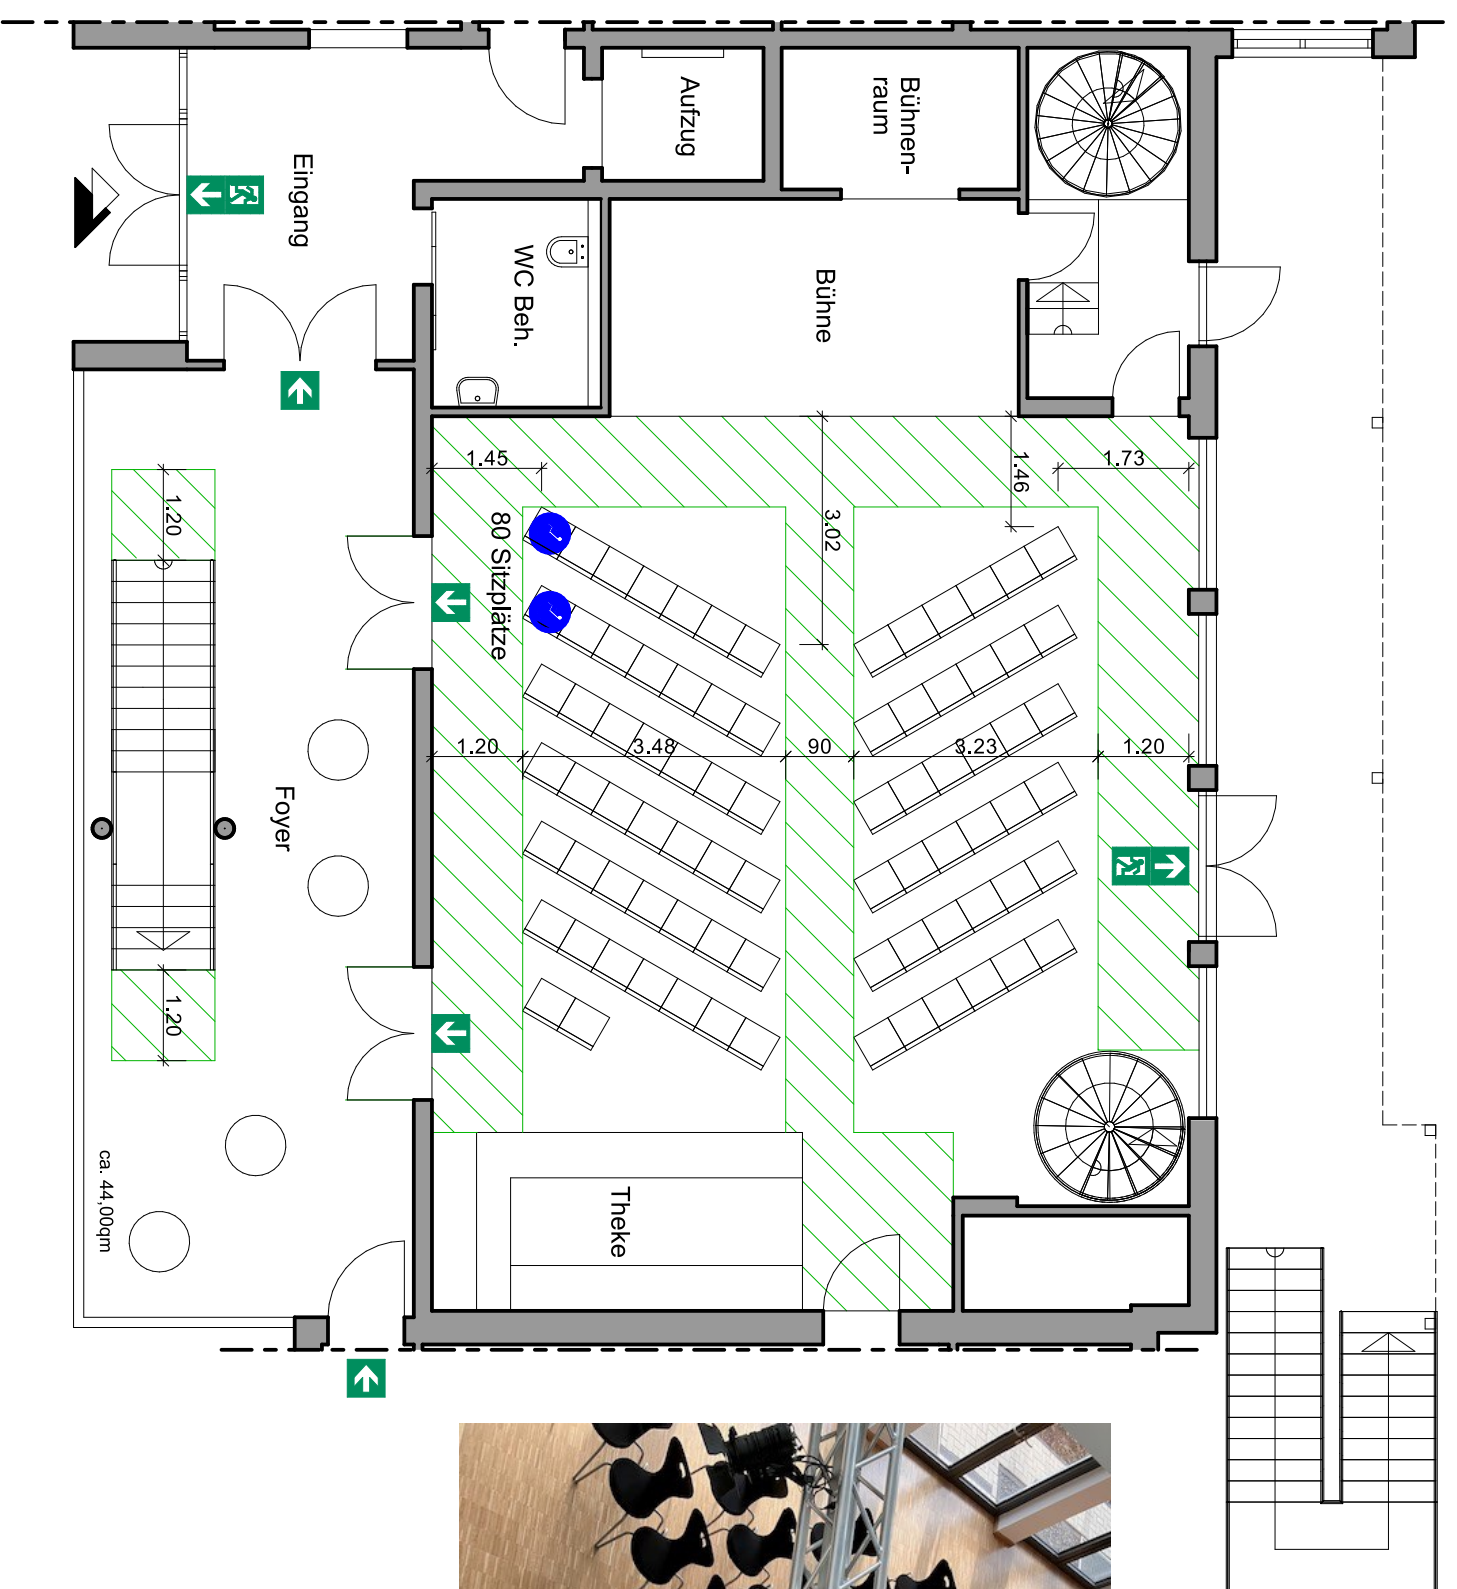 Aufzug
Bühnen-
raum
Eingang
WC Beh.
Bühne
1.45
1.73
1.46
3.02
1.20
80 Sitzplätze
1.20
3.48
90
3.23
1.20
Foyer
1.20
ca. 44,00qm
Theke